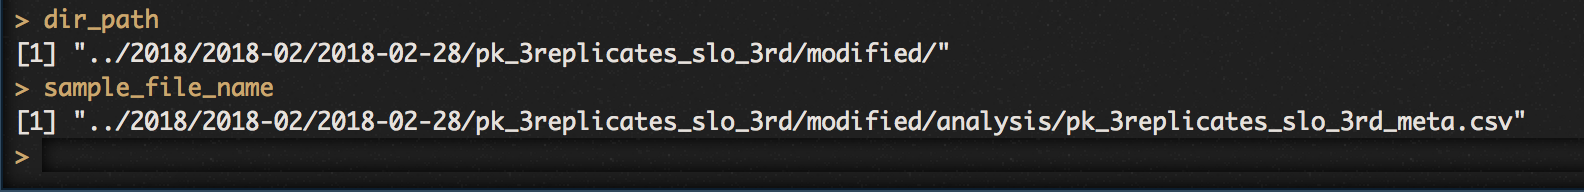 > dir_path
[1] "../2018/2018-02/2018-02-28/pk_3replicates_slo_3rd/modified/"
> sample_file_name
[1] "../2018/2018-02/2018-02-28/pk_3replicates_slo_3rd/modified/analysis/pk_3replicates_slo_3rd_meta.csv"
>